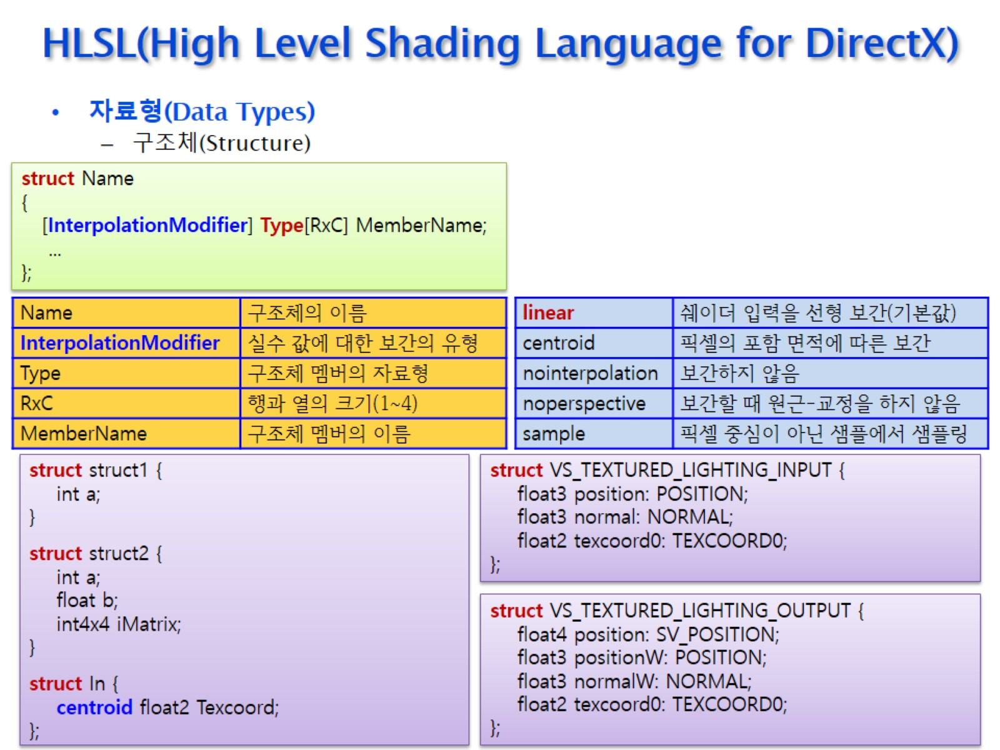 HLSL(High Level Shading Language for DirectX)
• 자료형(Data Types)
– 구조체(Structure)
struct Name
{
[InterpolationModifier] Type[RxC] MemberName;
...
};
Name 구조체의 이름
InterpolationModifier 실수 값에 대한 보간의 유형
Type 구조체 멤버의 자료형
RxC 행과 열의 크기(1~4)
MemberName 구조체 멤버의 이름
linear 쉐이더 입력을 선형 보간(기본값)
centroid 픽셀의 포함 면적에 따른 보간
nointerpolation 보간하지 않음
noperspective 보간할 때 원근-교정을 하지 않음
sample 픽셀 중심이 아닌 샘플에서 샘플링
struct struct1 {
int a;
}
struct struct2 {
int a;
float b;
int4x4 iMatrix;
}
struct In {
centroid float2 Texcoord;
};
struct VS_TEXTURED_LIGHTING_INPUT {
float3 position: POSITION;
float3 normal: NORMAL;
float2 texcoord0: TEXCOORD0;
};
struct VS_TEXTURED_LIGHTING_OUTPUT {
float4 position: SV_POSITION;
float3 positionW: POSITION;
float3 normalW: NORMAL;
float2 texcoord0: TEXCOORD0;
};